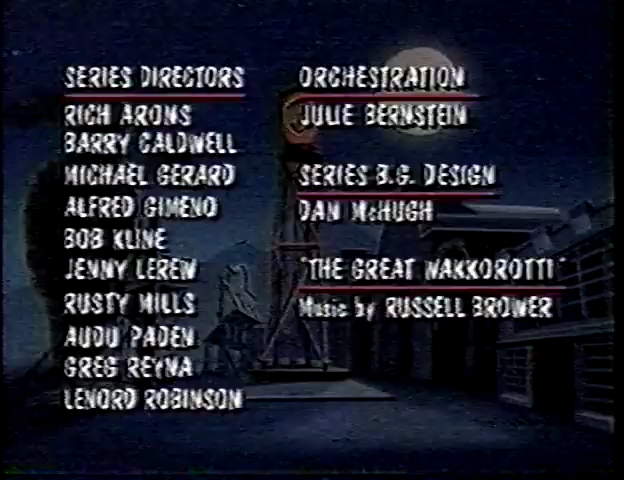 SERIES DIRECTORS
RICH ARONS
BARRY CALDWELL
MICHAEL GERARD
ALFRED GIMENO
BOB KLINE
JENNY LEREW
RUSTY MILLS
AUDU PADEN
GREG REYNA
LENORD ROBINSON
ORCHESTRATION
JULIE BERNSTEIN
SERIES B.G. DESIGN
DAN McHUGH
"THE GREAT WAKKOROTTI"
Music by RUSSELL BROWER